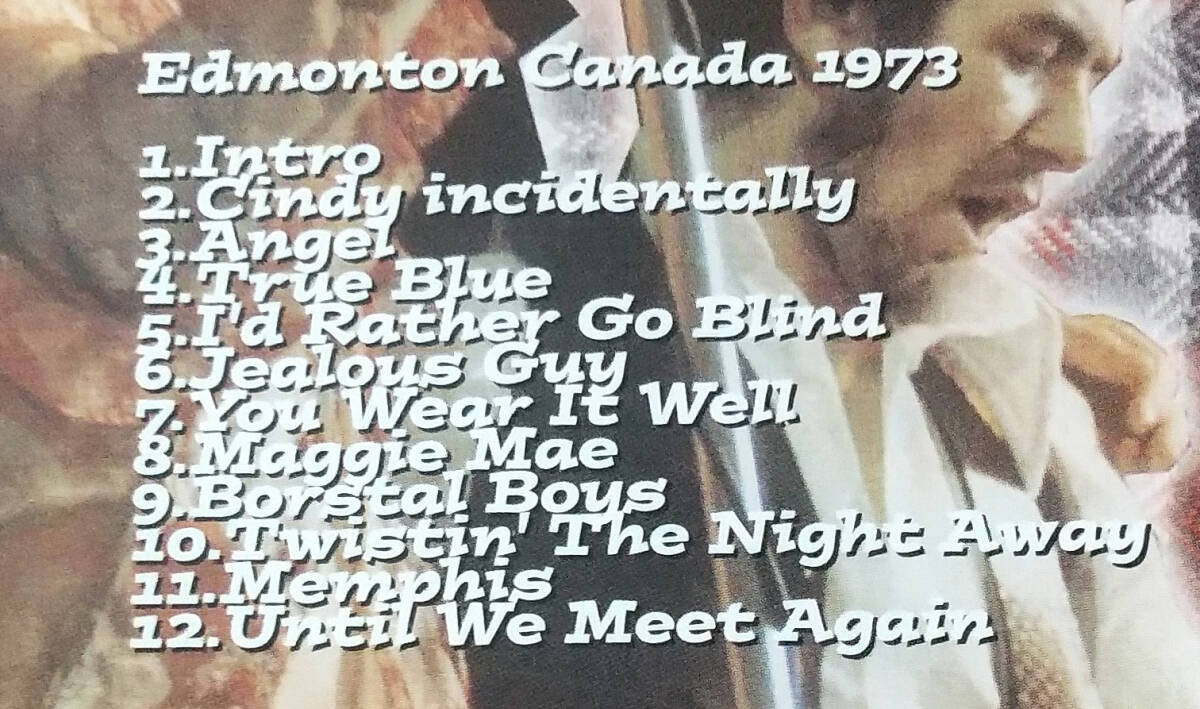 Edmonton Canada 1973
1.Intro
2.Cindy incidentally
3.Angel
4.True Blue
5.I'd Rather Go Blind
6.Jealous Guy
7.You Wear It Well
8.Maggie Mae
9.Borstal Boys
10.Twistin' The Night Away
11.Memphis
12.Until We Meet Again